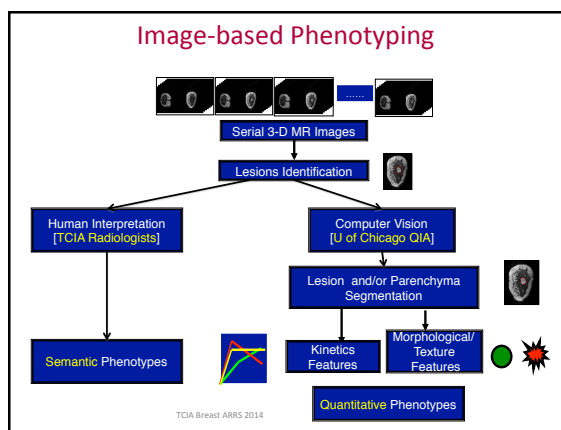 Image-based Phenotyping
......
Serial 3-D MR Images
Lesions Identification
Human Interpretation
[TCIA Radiologists]
Computer Vision
[U of Chicago QIA]
Lesion and/or Parenchyma
Segmentation
Semantic Phenotypes
Kinetics
Features
Morphological/
Texture
Features
Quantitative Phenotypes
TCIA Breast ARRS 2014